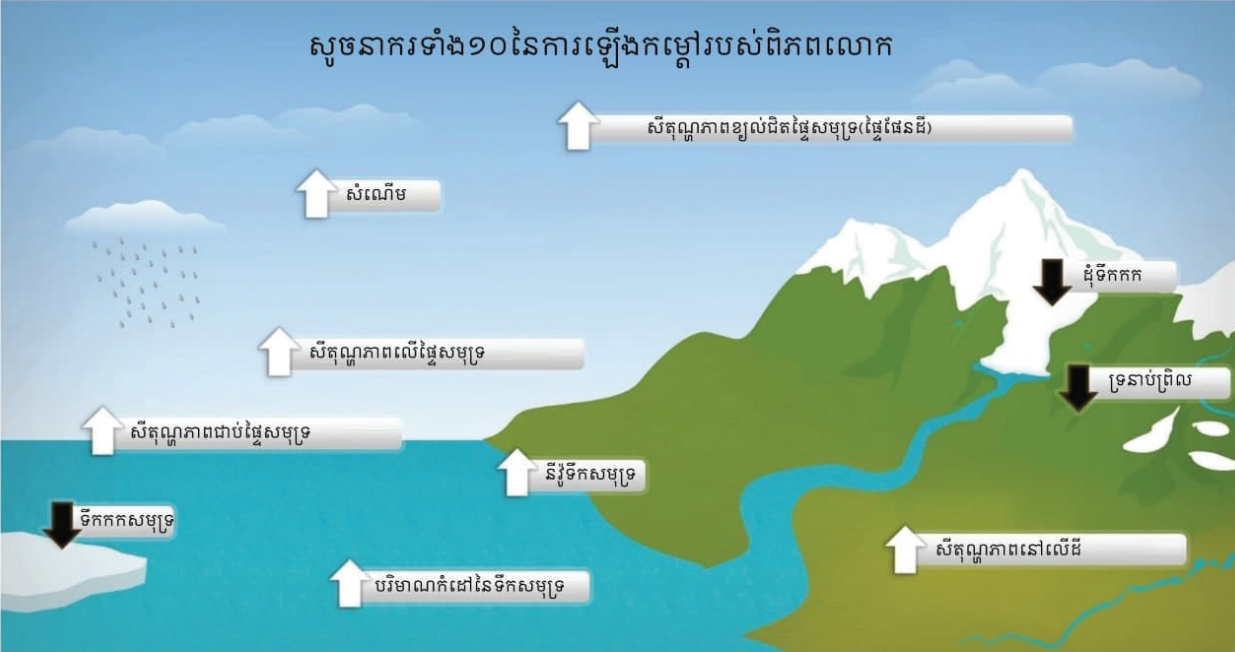 សូចនាករទាំង១០នៃការឡើងកម្តៅរបស់ពិភពលោក
សីតុណ្ហភាពខ្យល់ជិតផ្ទៃសមុទ្រ(ផ្ទៃផែនដី)
សំណើម
ដុំទឹកកក
សីតុណ្ហភាពលើផ្ទៃសមុទ្រ
ទ្រនាប់ព្រិល
សីតុណ្ហភាពជាប់ផ្ទៃសមុទ្រ
នីវ៉ូទឹកសមុទ្រ
ទឹកកកសមុទ្រ
សីតុណ្ហភាពនៅលើដី
បរិមាណកំដៅនៃទឹកសមុទ្រ